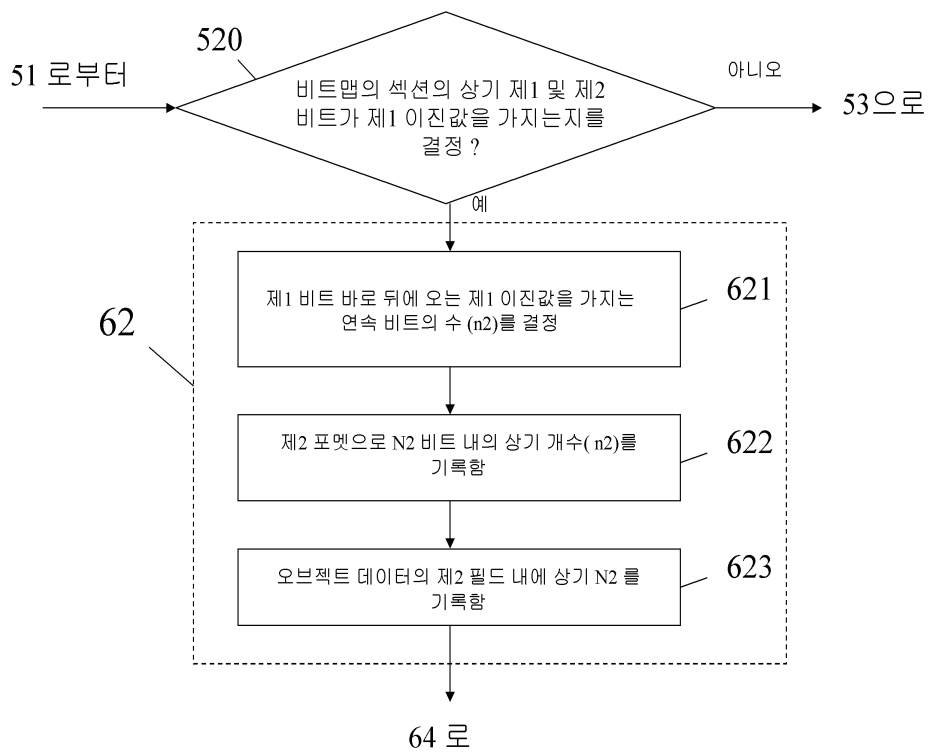 520
51 로부터
비트맵의 섹션의 상기 제1 및 제2
비트가 제1 이진값을 가지는지를
결정 ?
아니오
53으로
예
62
제1 비트 바로 뒤에 오는 제1 이진값을 가지는
연속 비트의 수 (n2)를 결정
621
제2 포멧으로 N2 비트 내의 상기 개수( n2)를
기록함
622
오브젝트 데이터의 제2 필드 내에 상기 N2 를
기록함
623
64 로